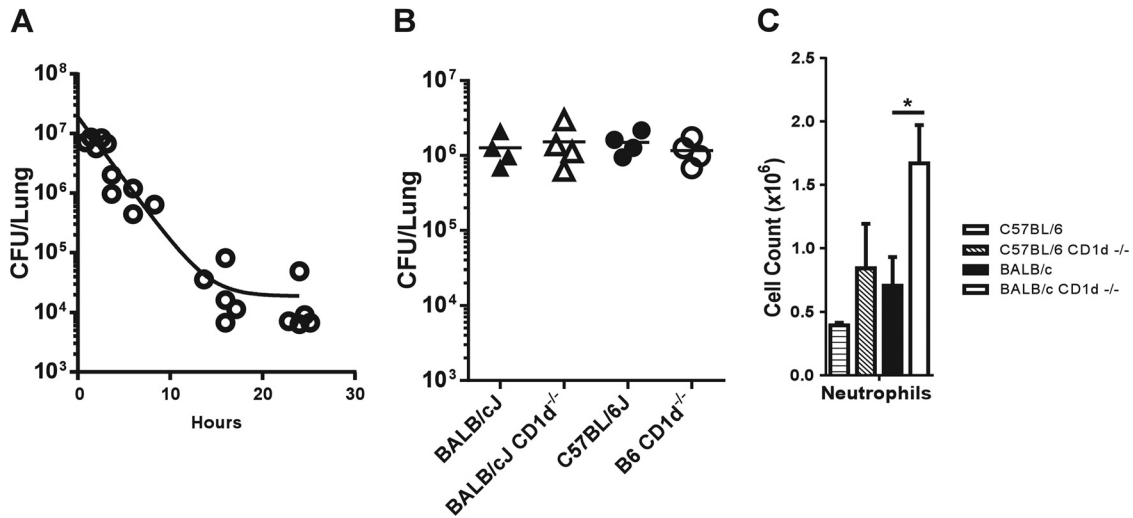 A
CFU/Lung
10^8
10^7
10^6
10^5
10^4
10^3
0
10
20
30
Hours
B
CFU/Lung
10^7
10^6
10^5
10^4
10^3
BALB/cJ
BALB/cJ CD1d^-/-
C57BL/6J
B6 CD1d^-/-
C
Cell Count (x10^6)
2.5
2.0
1.5
1.0
0.5
0.0
*
Neutrophils
C57BL/6
C57BL/6 CD1d -/-
BALB/c
BALB/c CD1d -/-